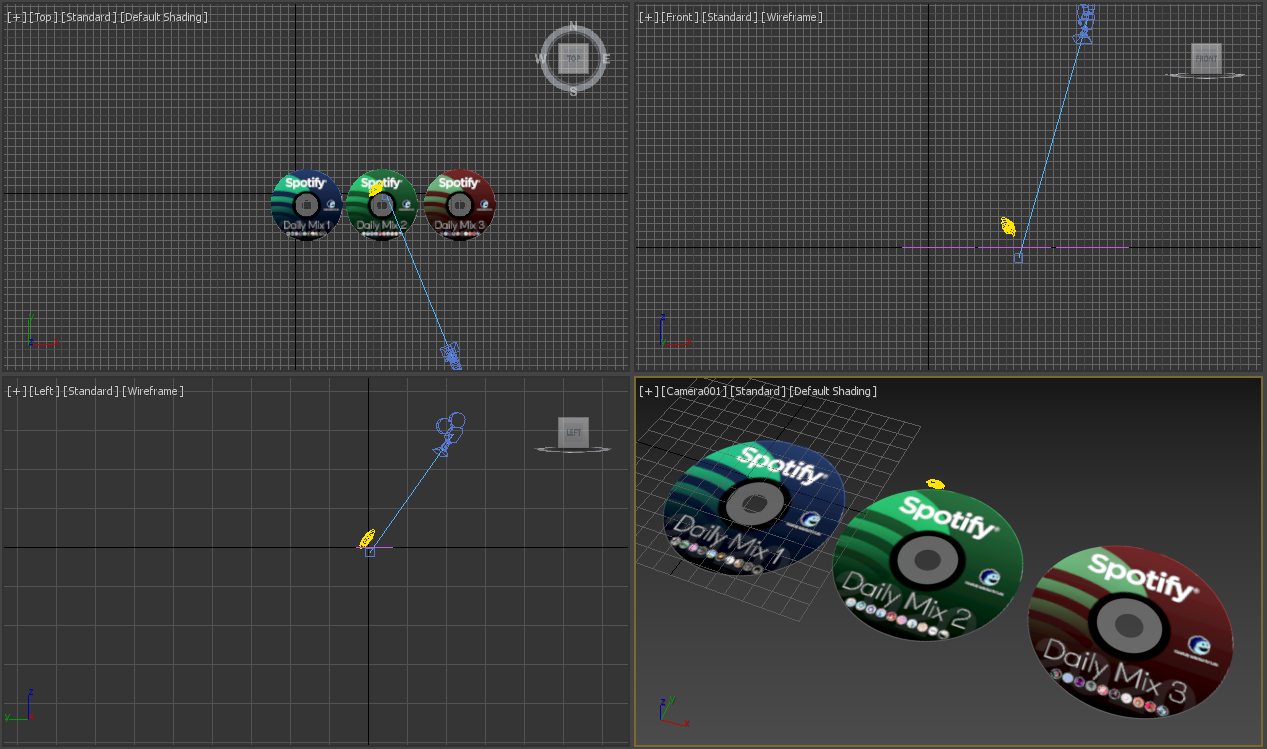 [+] [Top] [Standard] [Default Shading]
N
W
TOP
E
S
Spotify®
Daily Mix 1
Spotify®
Daily Mix 2
Spotify®
Daily Mix 3
y
z
[+] [Front] [Standard] [Wireframe]
FRONT
z
[+] [Left] [Standard] [Wireframe]
LEFT
z
y
[+] [Camera001] [Standard] [Default Shading]
Spotify®
Daily Mix 1
Spotify®
Daily Mix 2
Spotify®
Daily Mix 3
z
y
x